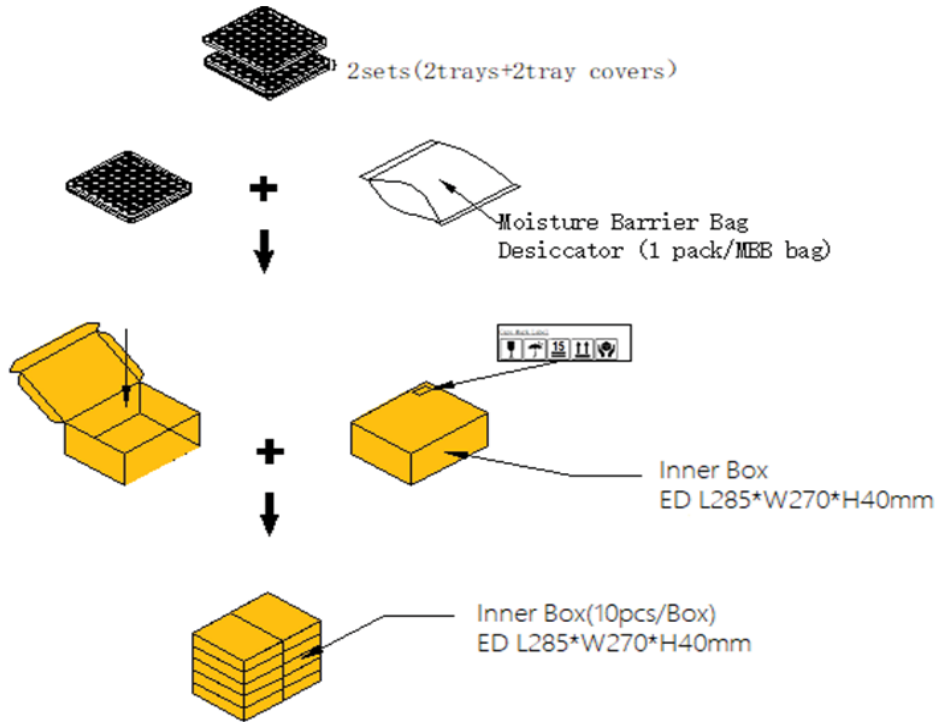 2sets(2trays+2tray covers)
Moisture Barrier Bag
Desiccator (1 pack/MBB bag)
15
Inner Box
ED L285*W270*H40mm
Inner Box(10pcs/Box)
ED L285*W270*H40mm